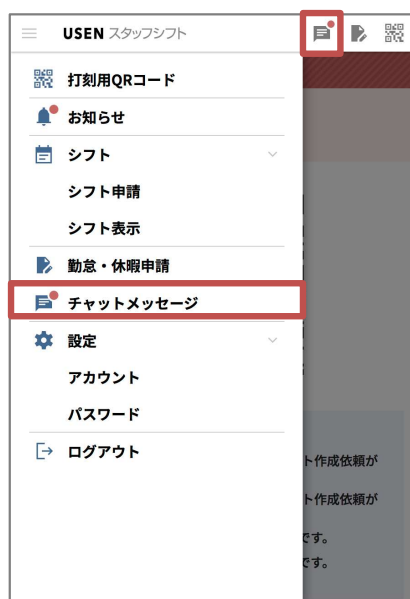 USEN スタッフシフト
打刻用QRコード
お知らせ
シフト
シフト申請
シフト表示
勤怠・休暇申請
チャットメッセージ
設定
アカウント
パスワード
ログアウト
ト作成依頼が
ト作成依頼が
です。
です。